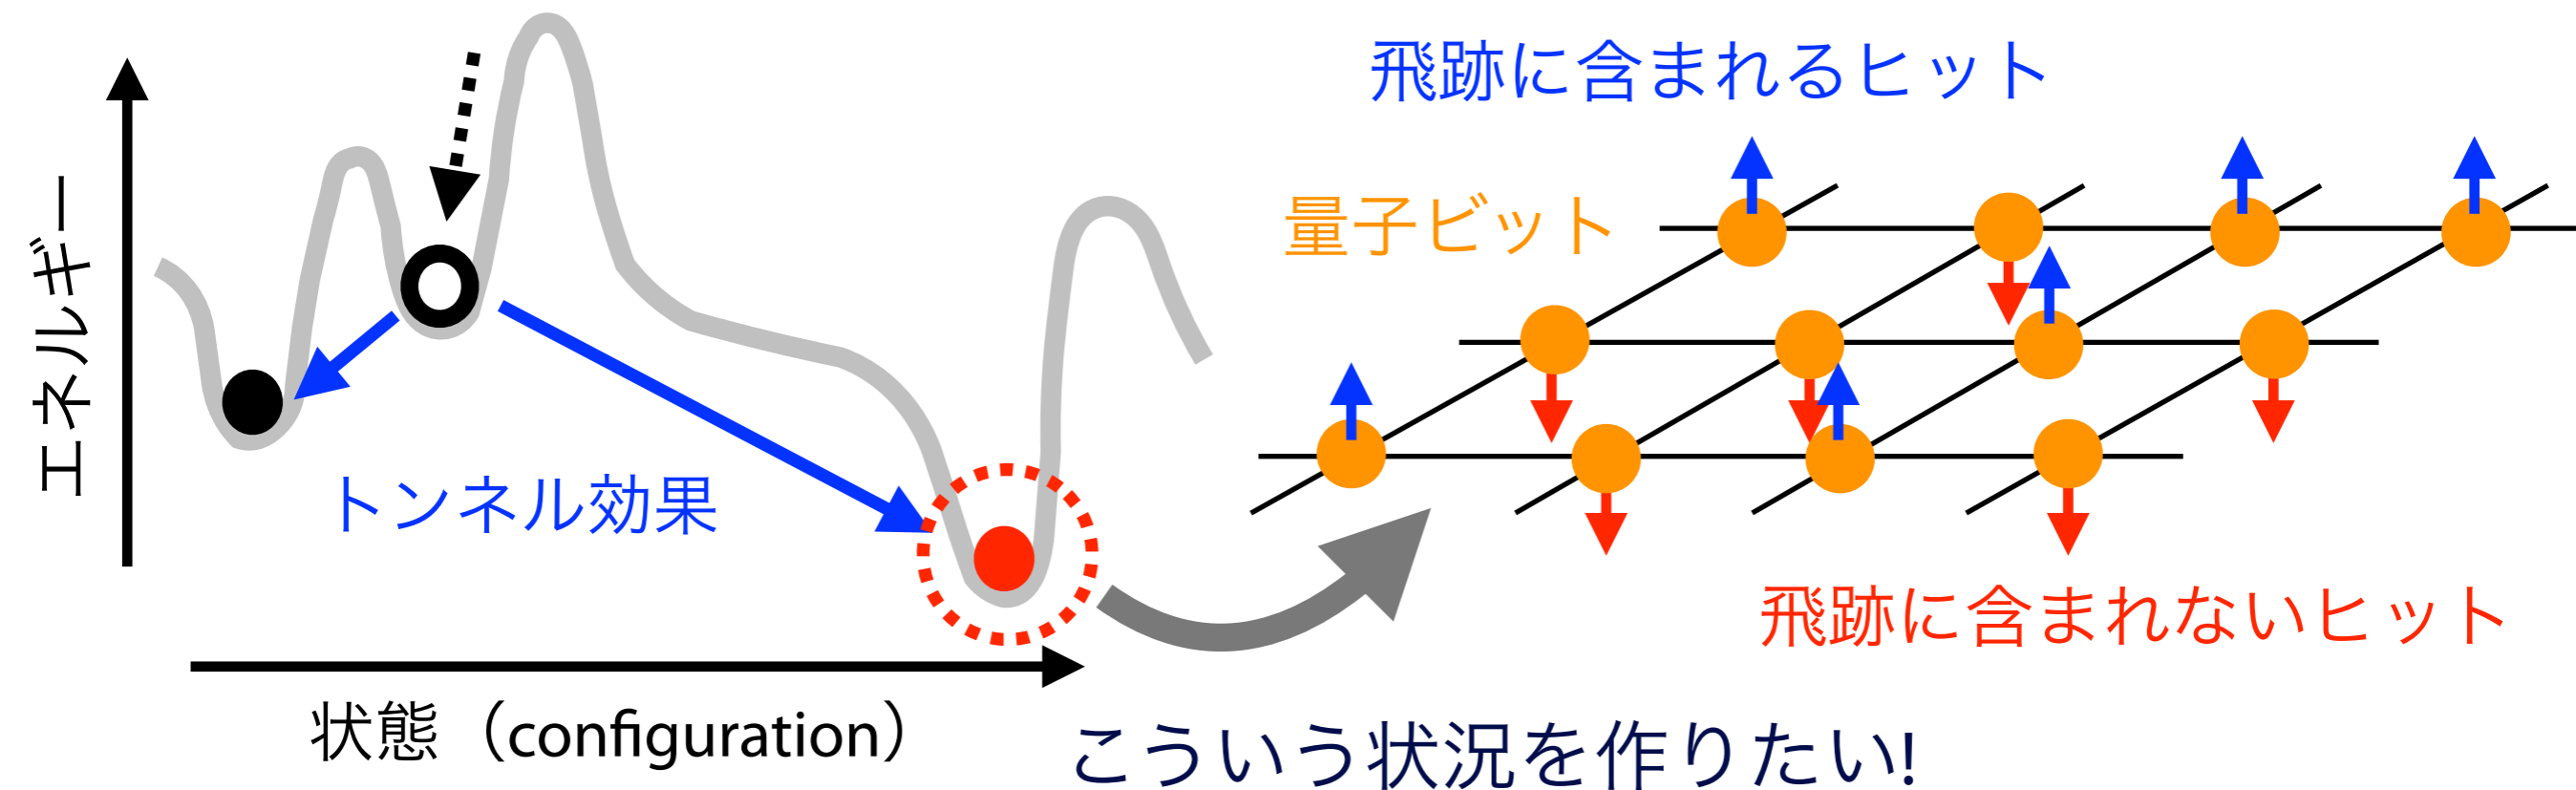 エネルギー
トンネル効果
状態（configuration）
飛跡に含まれるヒット
量子ビット
飛跡に含まれないヒット
こういう状況を作りたい!